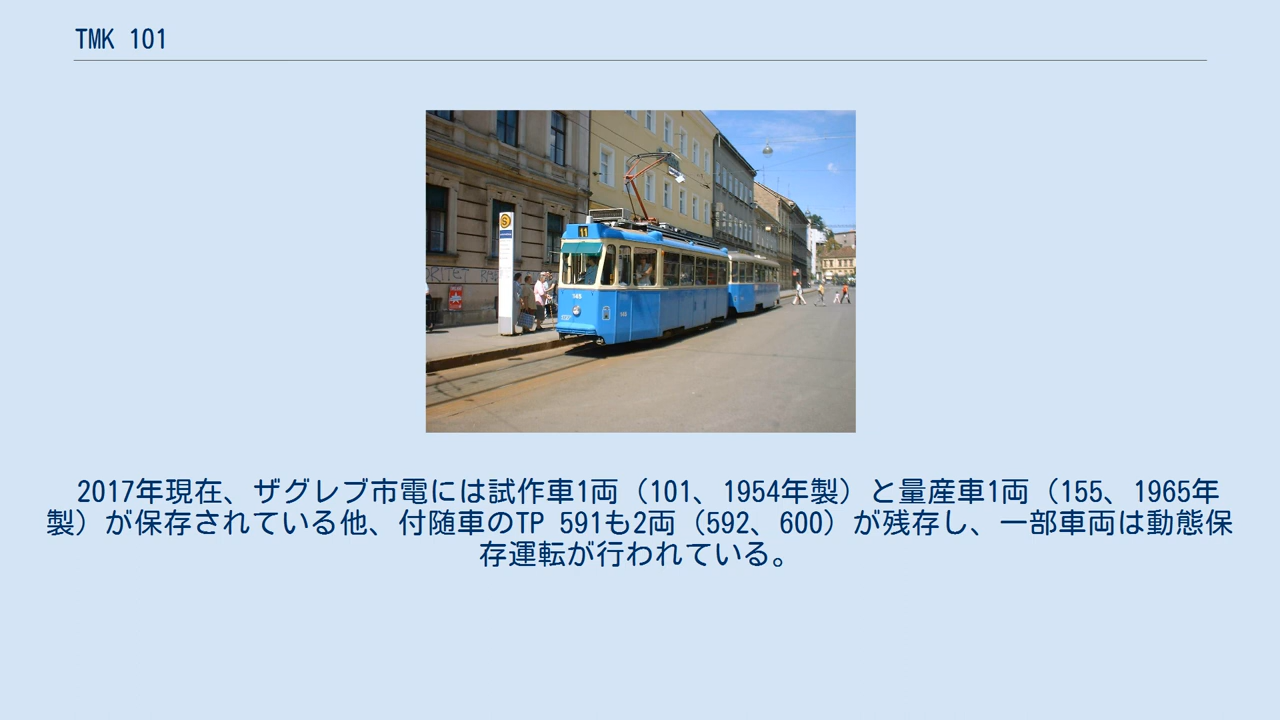 TMK 101
11
145
2017年現在、ザグレブ市電には試作車1両（101、1954年製）と量産車1両（155、1965年
製）が保存されている他、付随車のTP 591も2両（592、600）が残存し、一部車両は動態保
存運転が行われている。